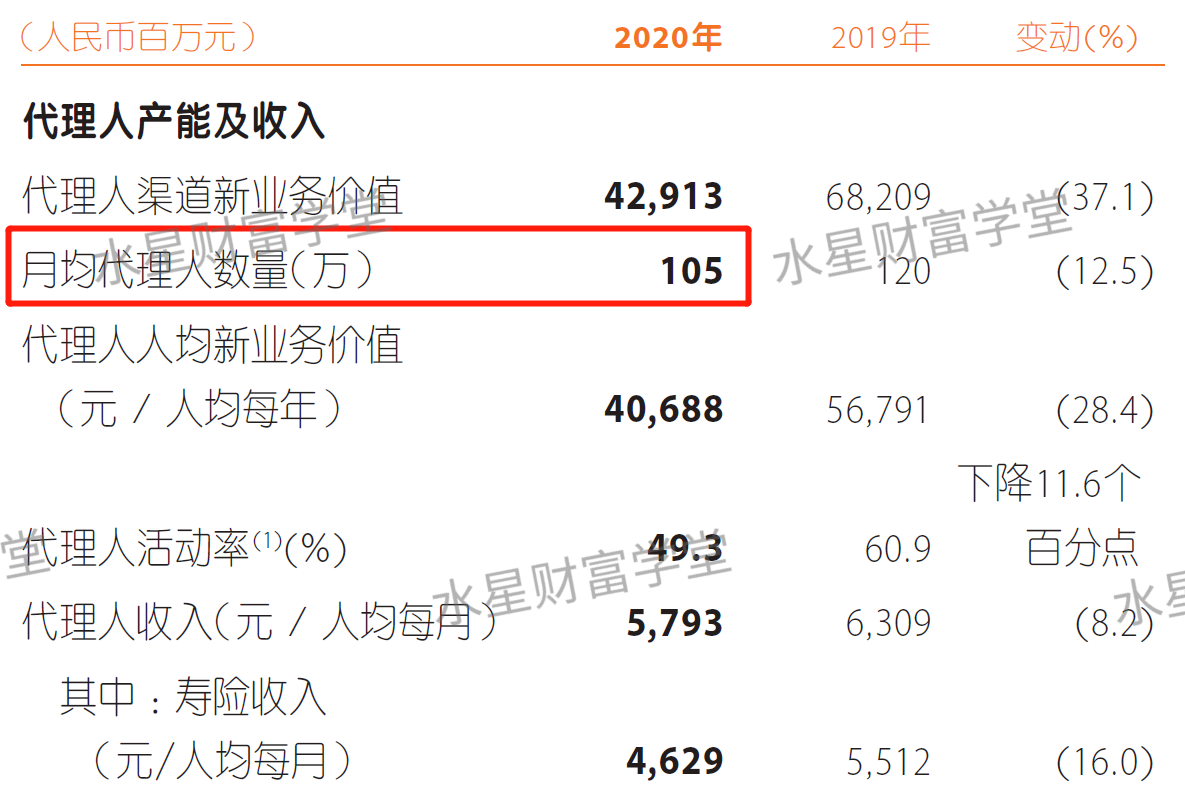 （人民币百万元） 2020年 2019年 变动(%)
代理人产能及收入
代理人渠道新业务价值 42,913 68,209 (37.1)
月均代理人数量(万) 105 120 (12.5)
代理人人均新业务价值
（元 / 人均每年） 40,688 56,791 (28.4)
下降11.6个
代理人活动率(1)(%) 49.3 60.9 百分点
代理人收入(元 / 人均每月) 5,793 6,309 (8.2)
其中：寿险收入
（元/人均每月） 4,629 5,512 (16.0)
水星财富学堂
水星财富学堂
学堂
水星财富学堂
水星